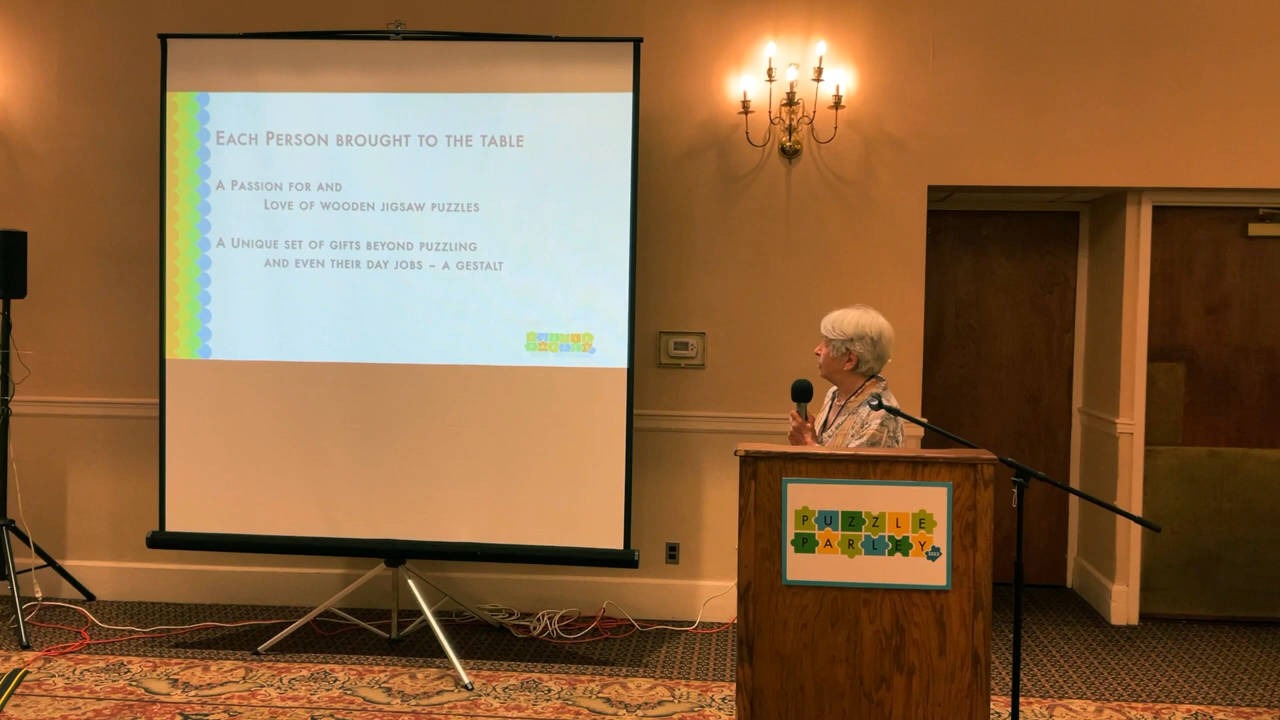 EACH PERSON BROUGHT TO THE TABLE
A PASSION FOR AND
LOVE OF WOODEN JIGSAW PUZZLES
A UNIQUE SET OF GIFTS BEYOND PUZZLING
AND EVEN THEIR DAY JOBS – A GESTALT
PUZZLE
PARLEY